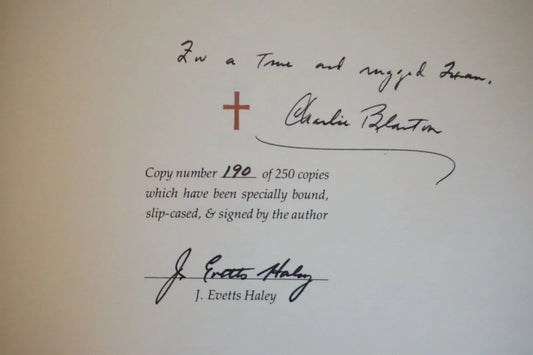 For a True and rugged Texan,
Charlie Blanton
Copy number 190 of 250 copies
which have been specially bound,
slip-cased, & signed by the author
J. Evetts Haley
J. Evetts Haley